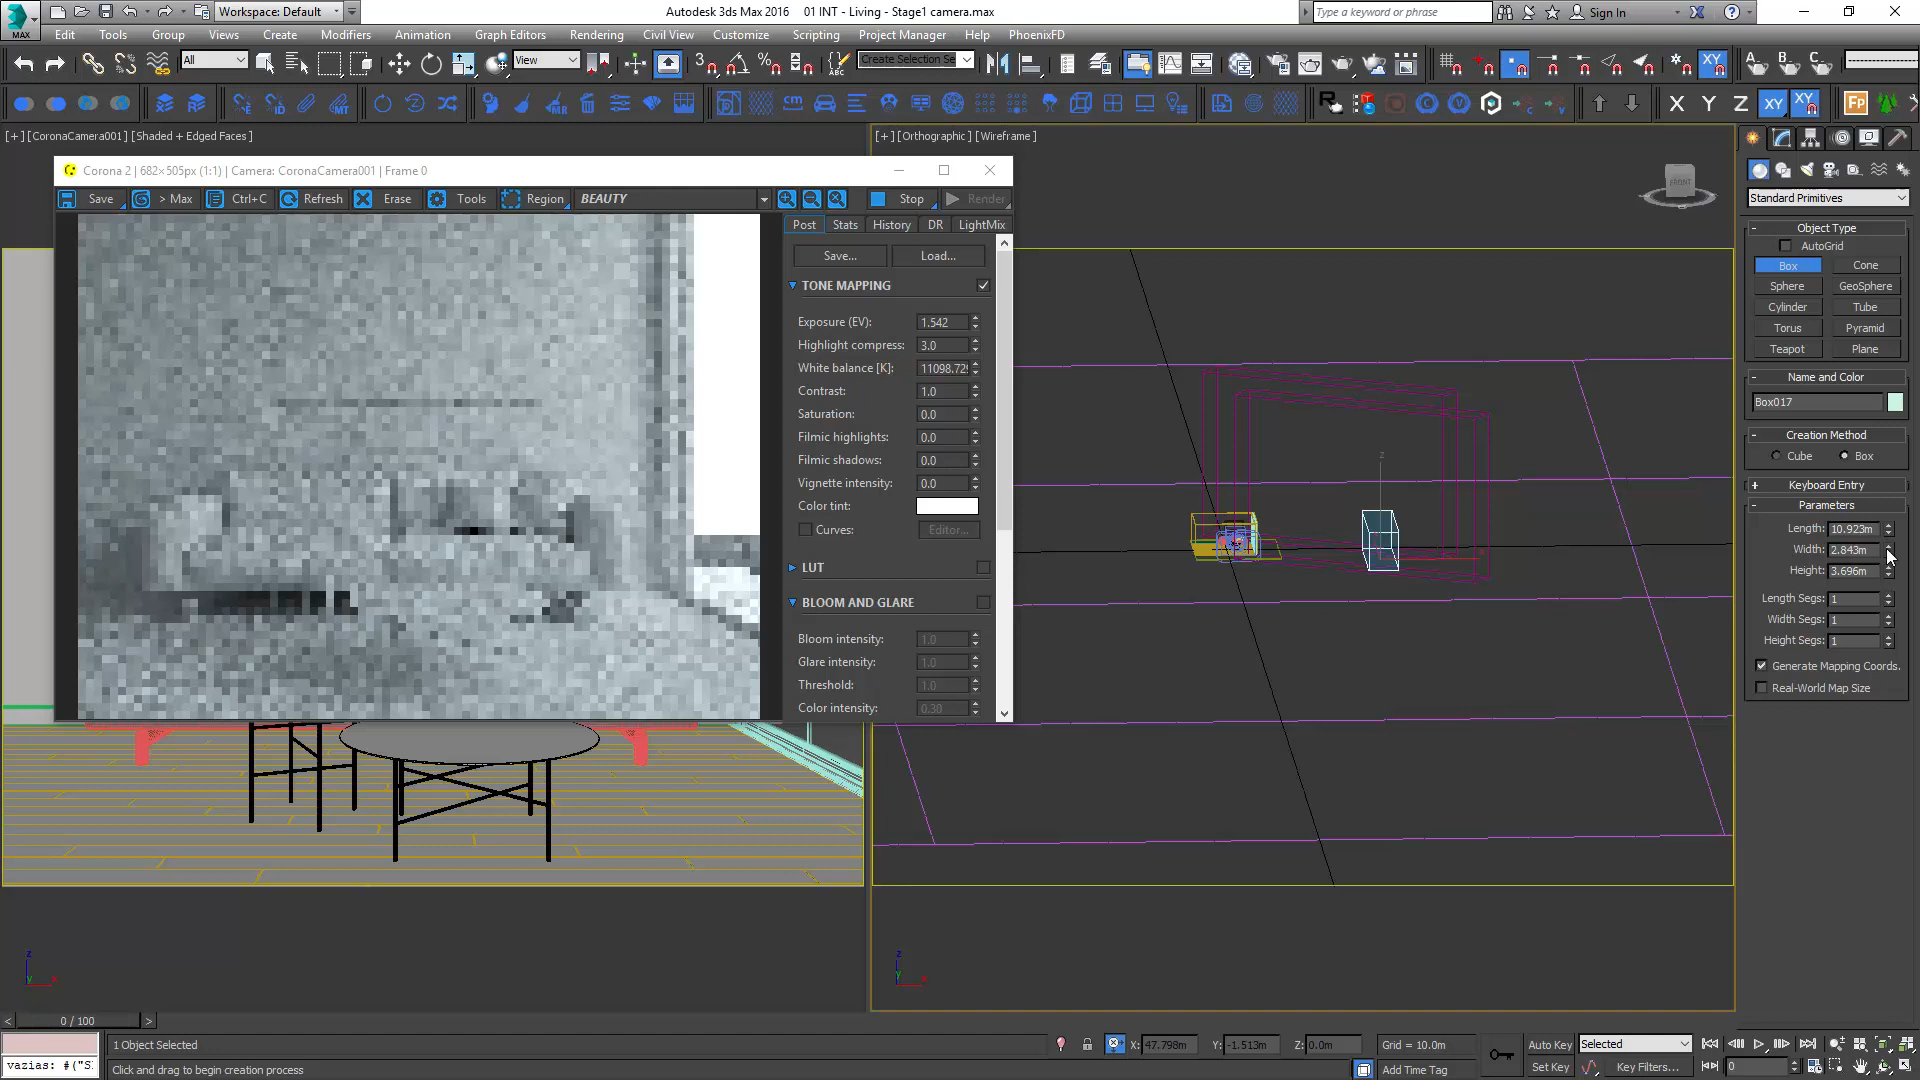 Workspace: Default
Autodesk 3ds Max 2016
01 INT - Living - Stage1 camera.max
Type a keyword or phrase
Sign In
MAX
Edit
Tools
Group
Views
Create
Modifiers
Animation
Graph Editors
Rendering
Civil View
Customize
Scripting
Project Manager
Help
PhoenixFD
All
View
Create Selection Se
[+] [CoronaCamera001] [Shaded + Edged Faces]
[+] [Orthographic] [Wireframe]
Corona 2 | 682×505px (1:1) | Camera: CoronaCamera001 | Frame 0
Save
> Max
Ctrl+C
Refresh
Erase
Tools
Region
BEAUTY
Stop
Render
Post
Stats
History
DR
LightMix
Save...
Load...
TONE MAPPING
Exposure (EV): 1.542
Highlight compress: 3.0
White balance [K]: 11098.729
Contrast: 1.0
Saturation: 0.0
Filmic highlights: 0.0
Filmic shadows: 0.0
Vignette intensity: 0.0
Color tint:
Curves: Editor...
LUT
BLOOM AND GLARE
Bloom intensity: 1.0
Glare intensity: 1.0
Threshold: 1.0
Color intensity: 0.30
FRONT
Standard Primitives
- Object Type
AutoGrid
Box
Cone
Sphere
GeoSphere
Cylinder
Tube
Torus
Pyramid
Teapot
Plane
- Name and Color
Box017
- Creation Method
Cube
Box
+ Keyboard Entry
- Parameters
Length: 10.923m
Width: 2.843m
Height: 3.696m
Length Segs: 1
Width Segs: 1
Height Segs: 1
Generate Mapping Coords.
Real-World Map Size
< 0 / 100 >
1 Object Selected
X: 47.798m
Y: -1.513m
Z: 0.0m
Grid = 10.0m
Auto Key
Selected
vazias: #("S:
Click and drag to begin creation process
Add Time Tag
Set Key
Key Filters...
0